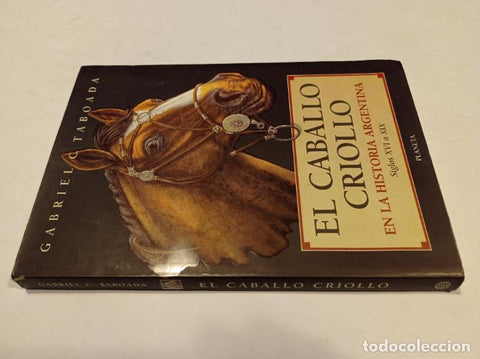 GABRIEL C. TABOADA
EL CABALLO
CRIOLLO
EN LA HISTORIA ARGENTINA
Siglos XVI a XIX
PLANETA
GABRIEL C. TABOADA EL CABALLO CRIOLLO
todocoleccion